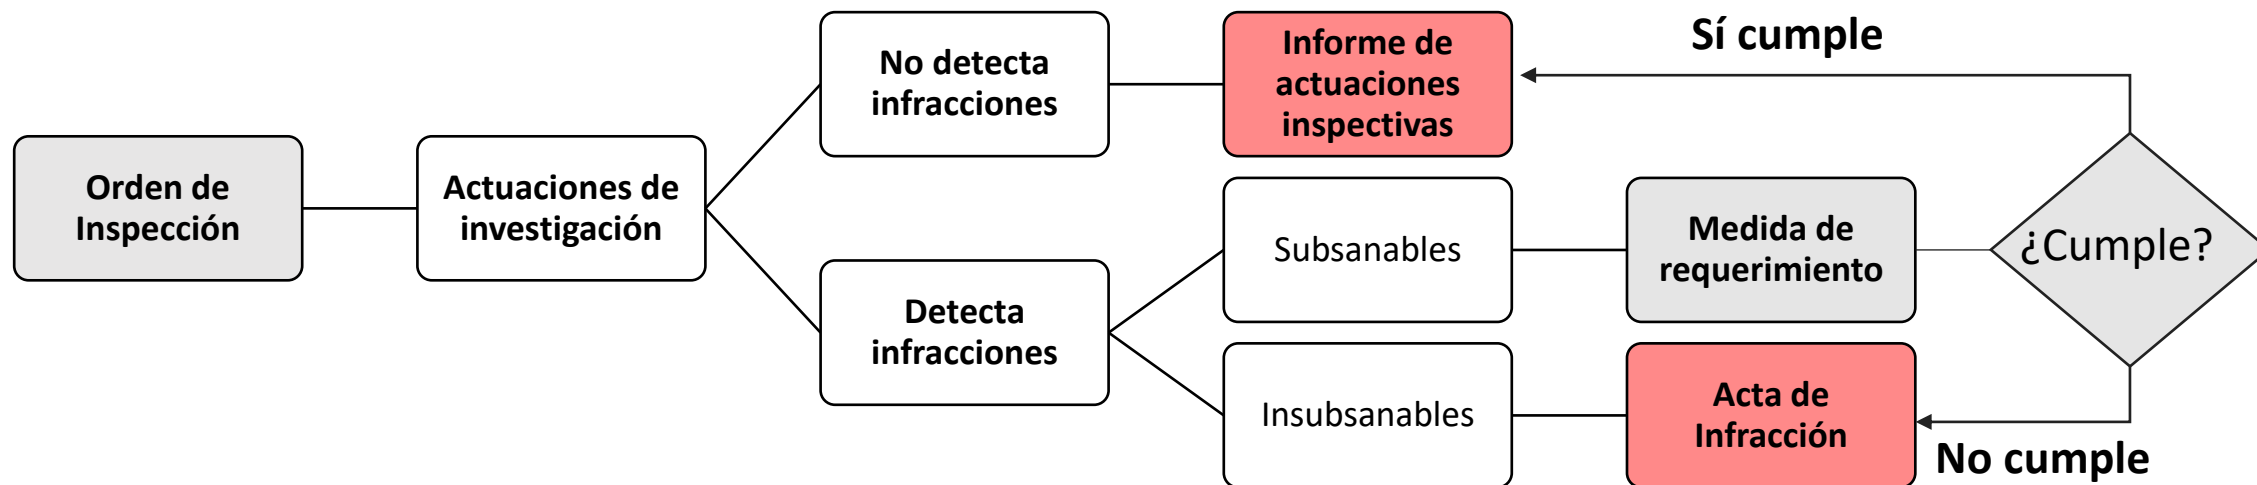 Orden de
Inspección
Actuaciones de
investigación
No detecta
infracciones
Detecta
infracciones
Informe de
actuaciones
inspectivas
Subsanables
Insubsanables
Medida de
requerimiento
Acta de
Infracción
¿Cumple?
Sí cumple
No cumple